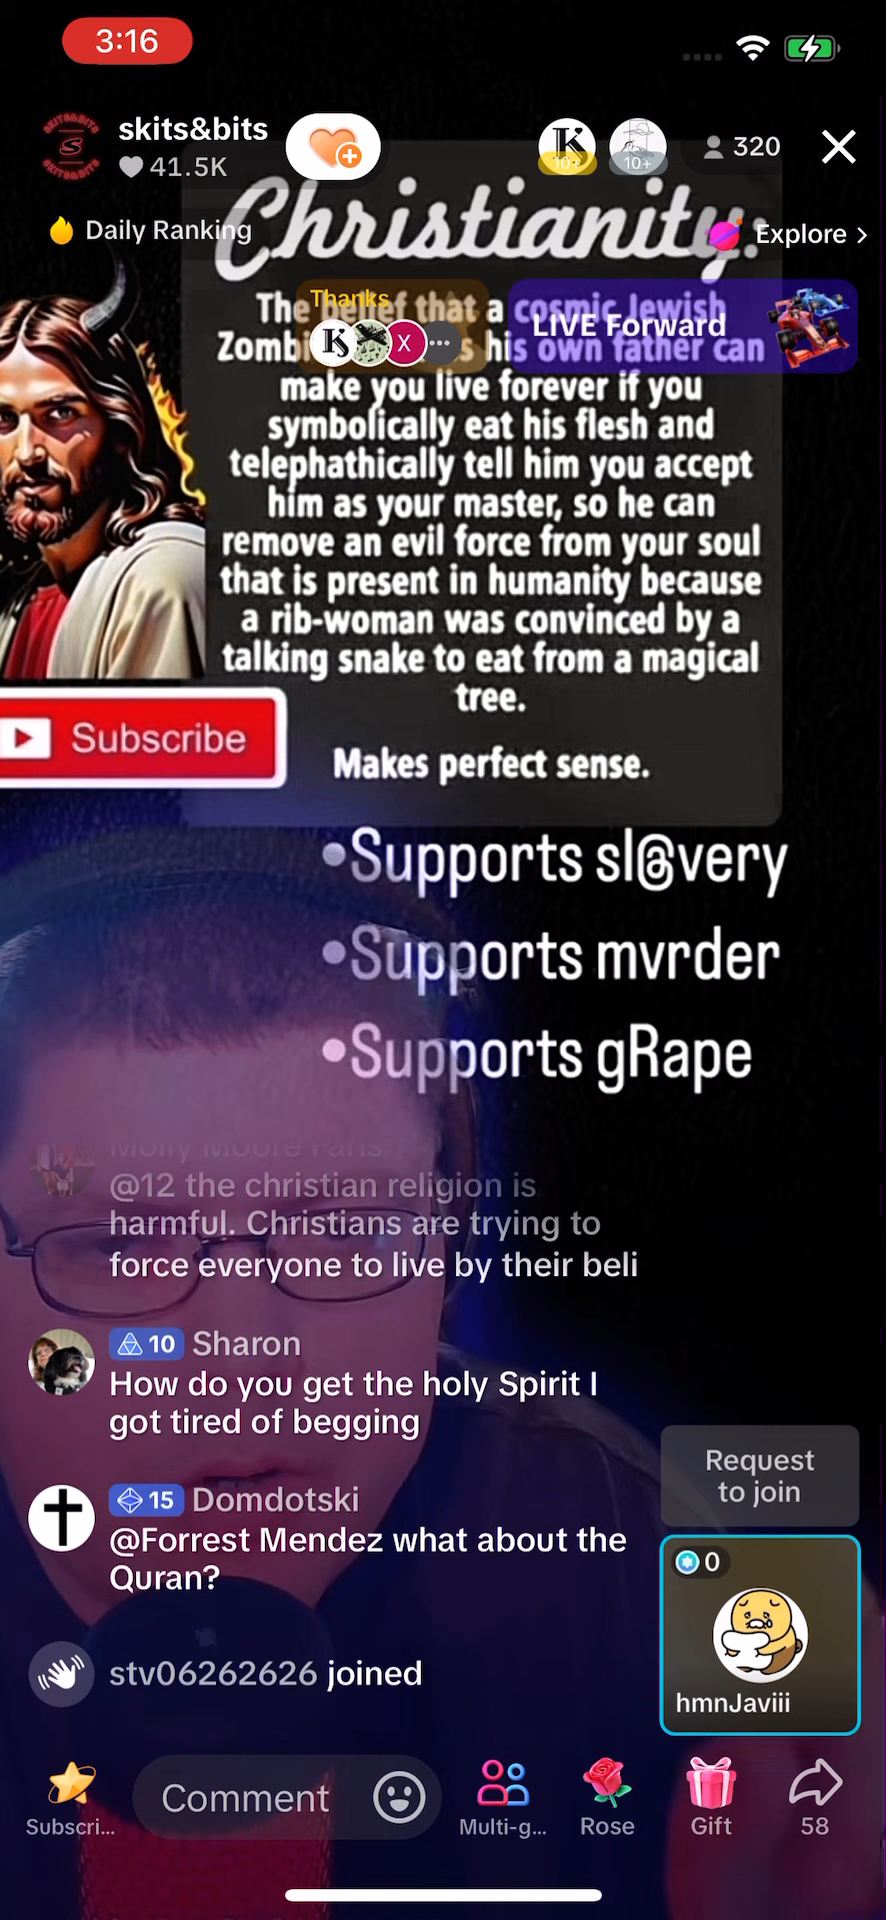 3:16
skits&bits
41.5K
10+
10+
320
Daily Ranking
Explore >
Christianity:
Thanks
LIVE Forward
The belief that a cosmic Jewish
his own father can
make you live forever if you
symbolically eat his flesh and
telephathically tell him you accept
him as your master, so he can
remove an evil force from your soul
that is present in humanity because
a rib-woman was convinced by a
talking snake to eat from a magical
tree.
Makes perfect sense.
Subscribe
•Supports sl@very
•Supports mvrder
•Supports gRape
Molly Moore Faris
@12 the christian religion is
harmful. Christians are trying to
force everyone to live by their beli
10 Sharon
How do you get the holy Spirit I
got tired of begging
15 Domdotski
@Forrest Mendez what about the
Quran?
stv06262626 joined
Request
to join
0
hmnJaviii
Comment
Subscri...
Multi-g...
Rose
Gift
58